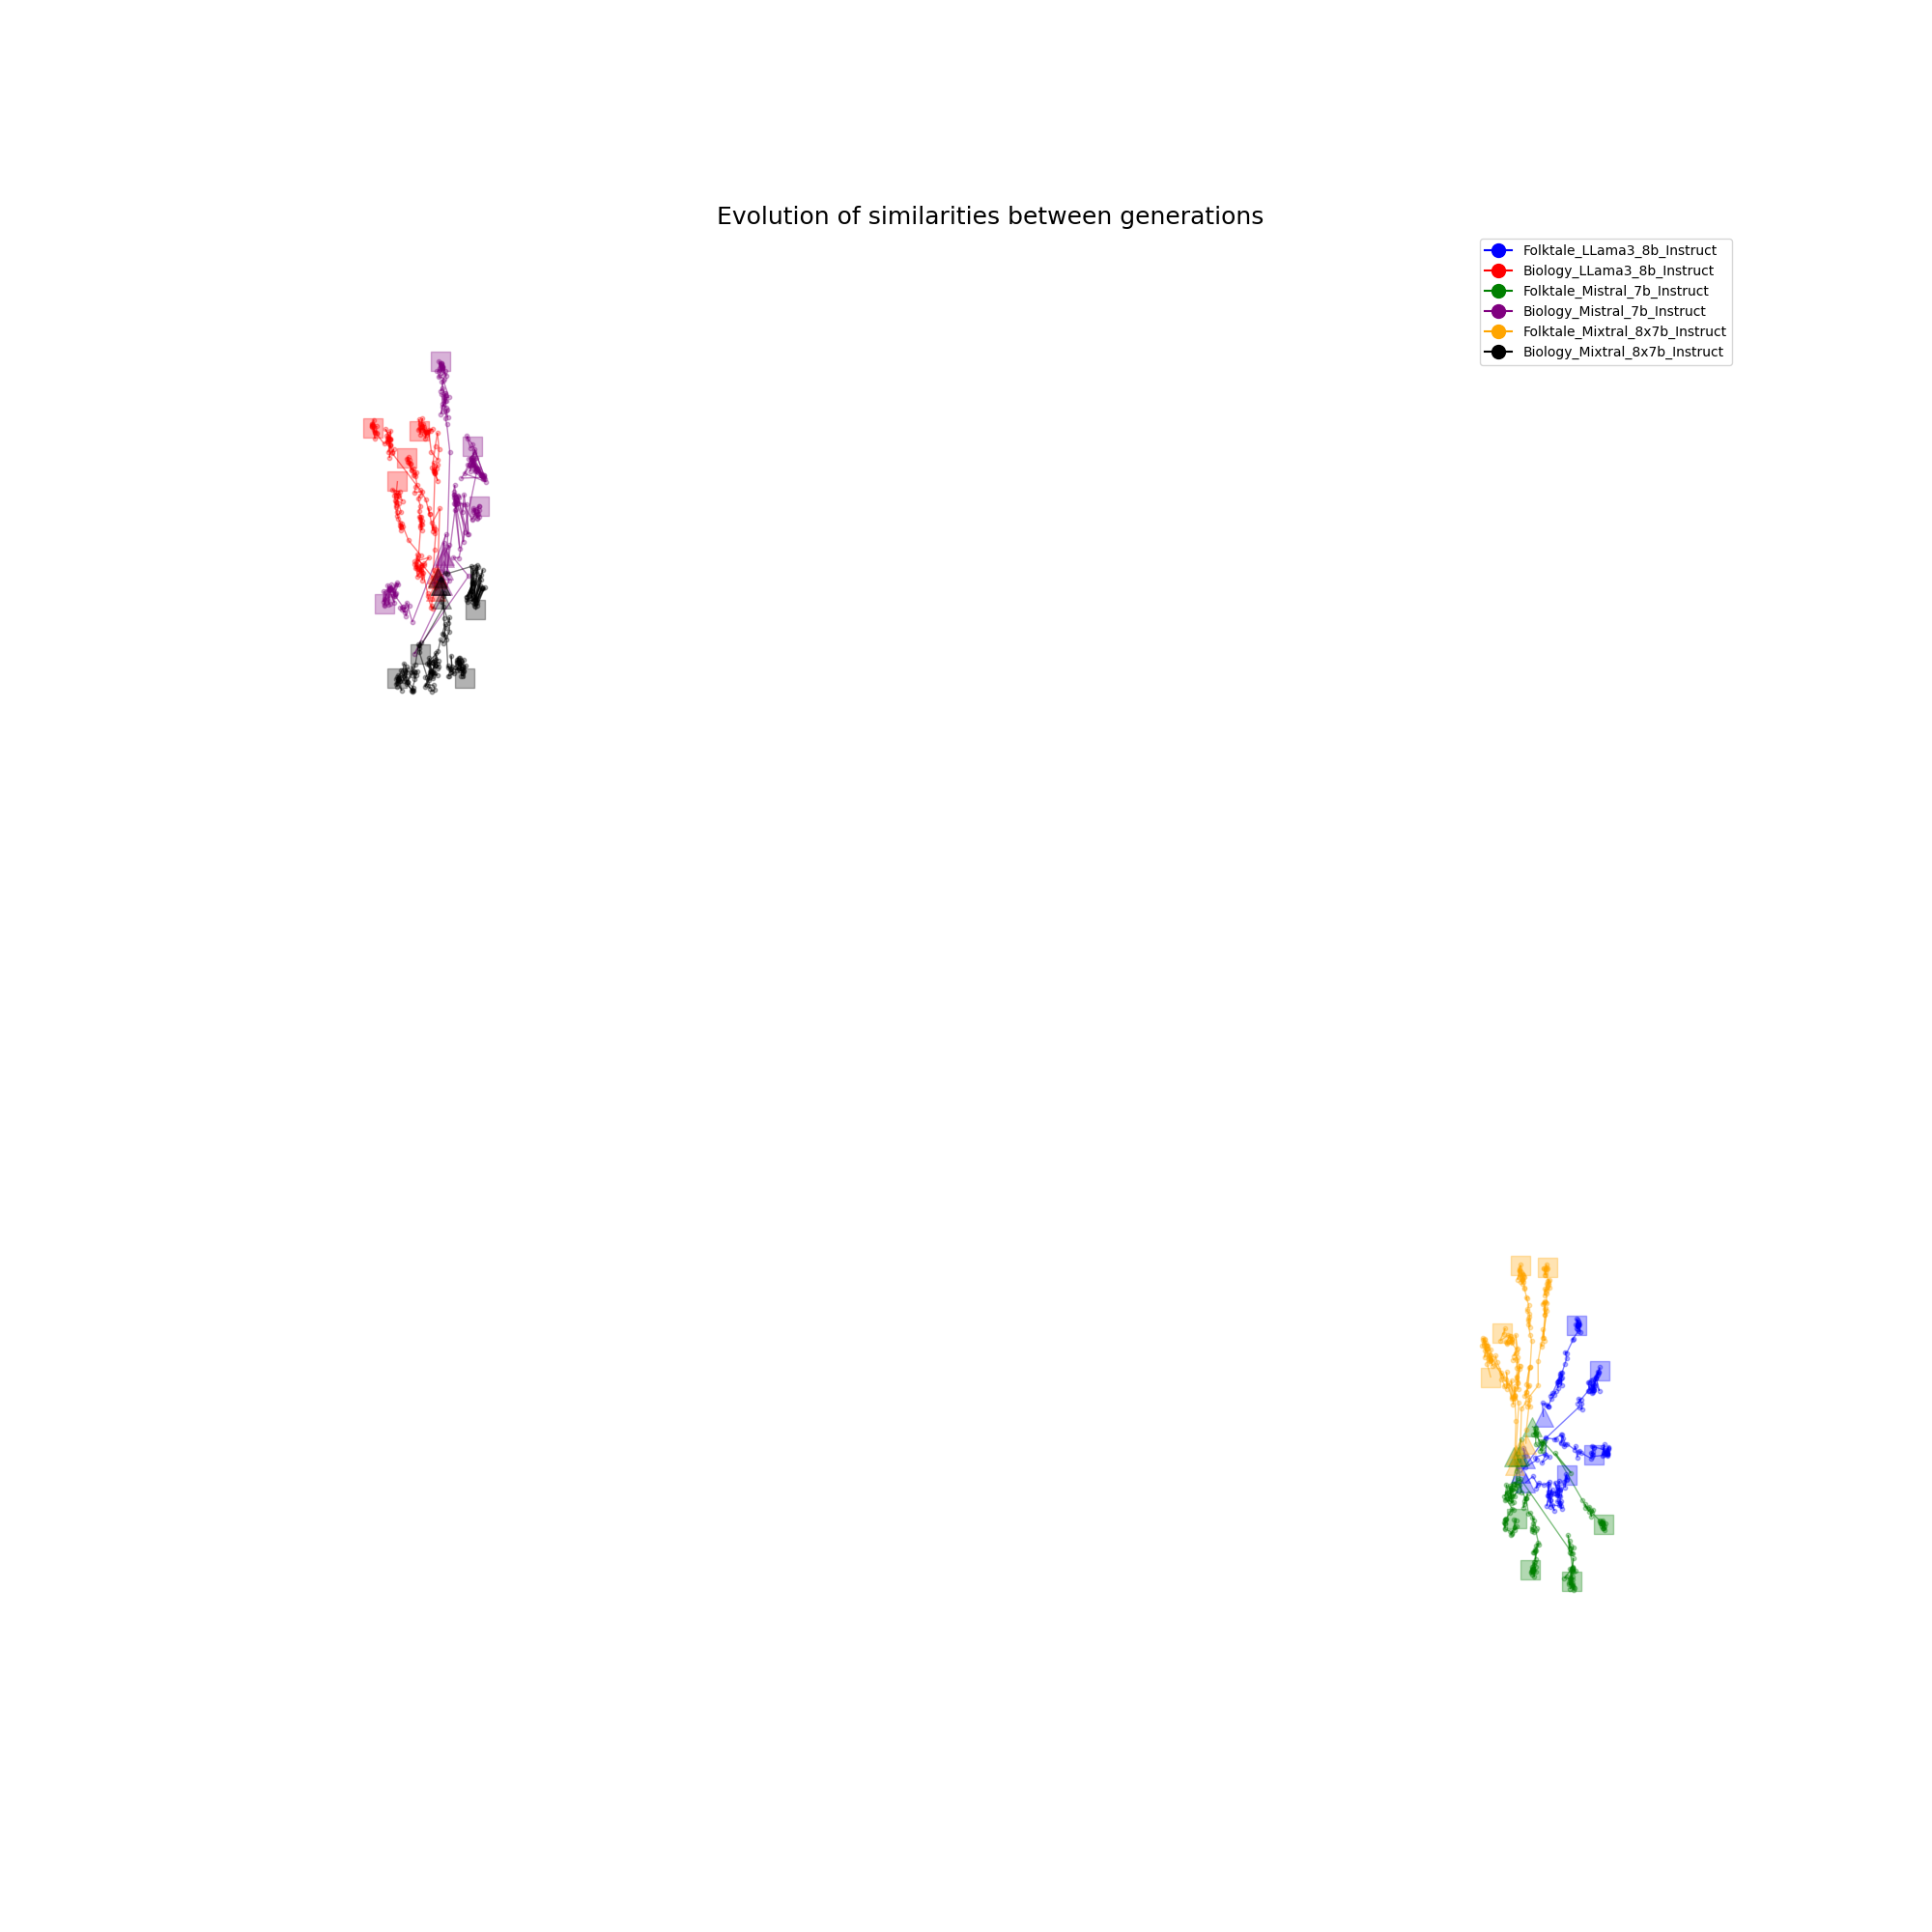 Evolution of similarities between generations
Folktale_LLama3_8b_Instruct
Biology_LLama3_8b_Instruct
Folktale_Mistral_7b_Instruct
Biology_Mistral_7b_Instruct
Folktale_Mixtral_8x7b_Instruct
Biology_Mixtral_8x7b_Instruct